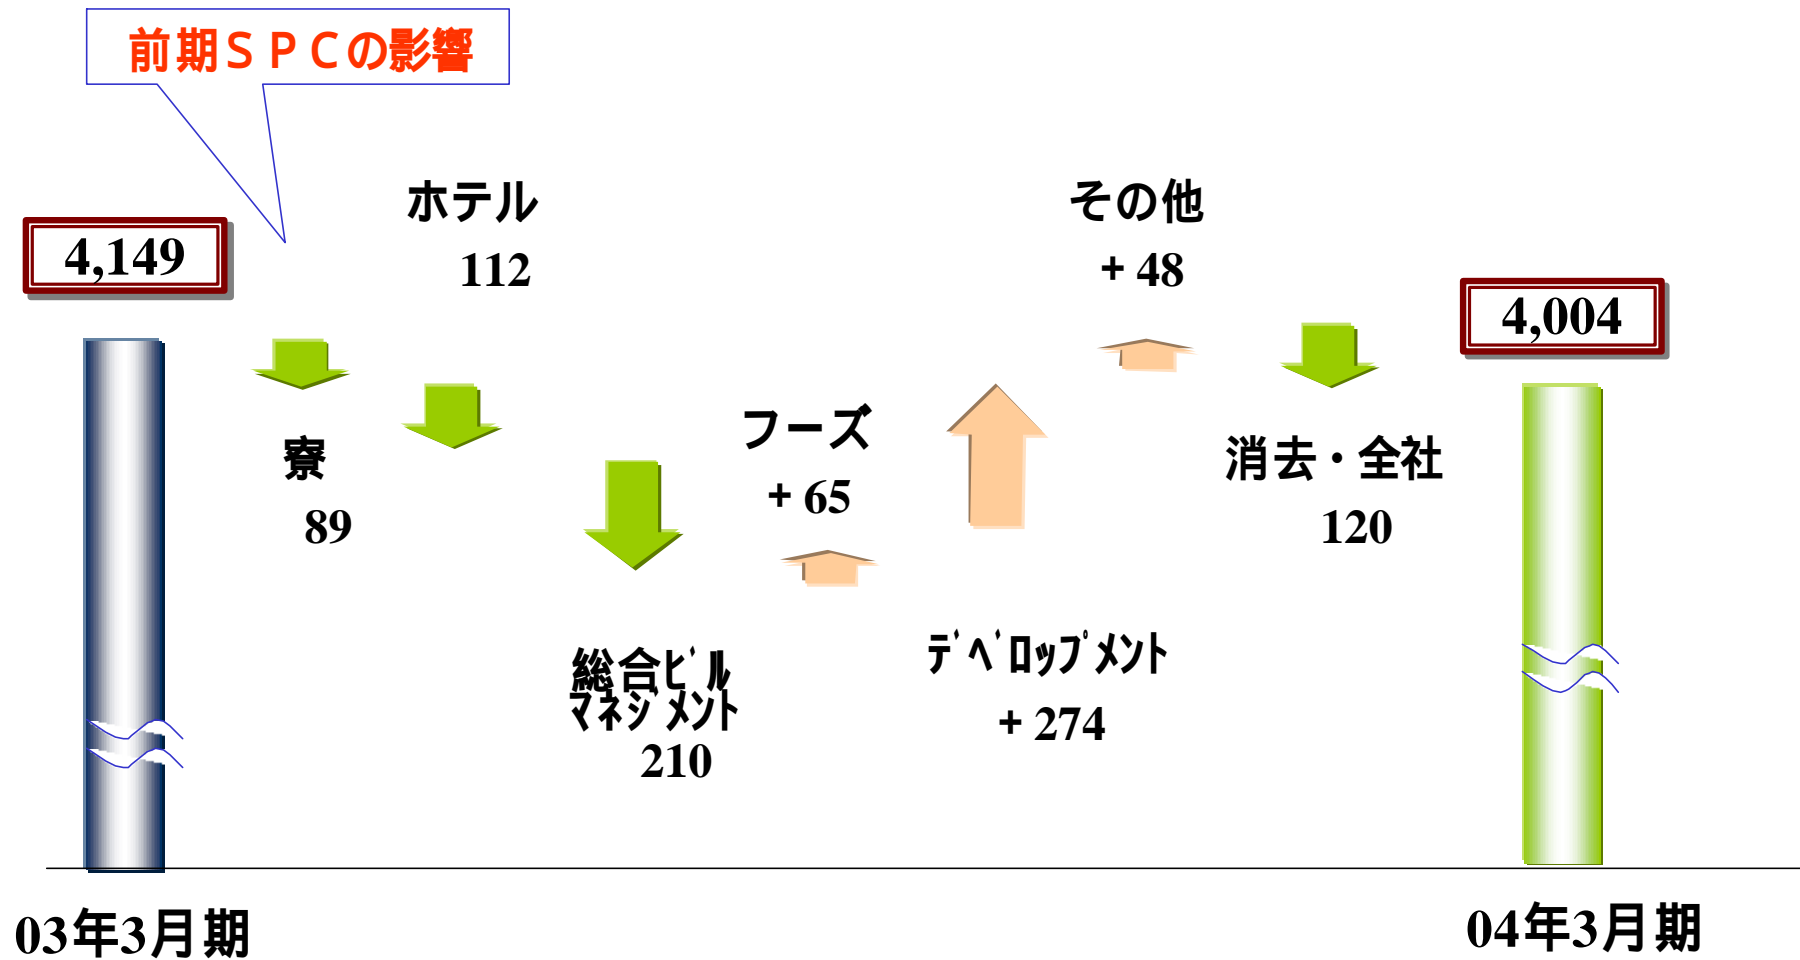 前期ＳＰＣの影響
4,149
ホテル
112
寮
89
総合ﾋﾞﾙ
ﾏﾈｼﾞﾒﾝﾄ
210
フーズ
+ 65
ﾃﾞﾍﾞﾛｯﾌﾟﾒﾝﾄ
+ 274
その他
+ 48
消去・全社
120
4,004
03年3月期
04年3月期